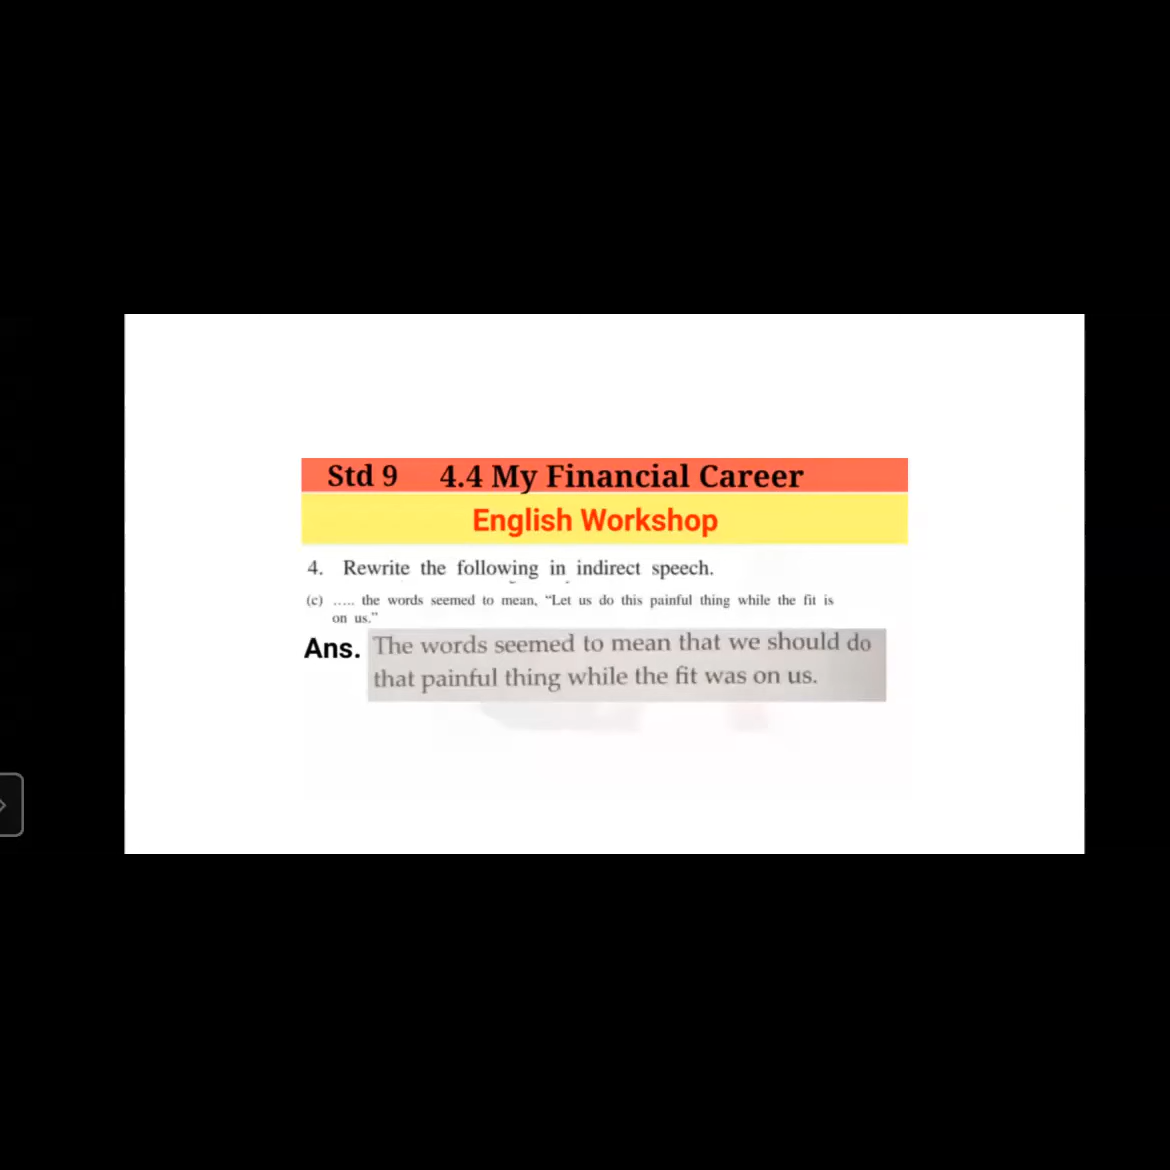 Std 9 4.4 My Financial Career
English Workshop
4. Rewrite the following in indirect speech.
(c) ..... the words seemed to mean, “Let us do this painful thing while the fit is
on us.”
Ans. The words seemed to mean that we should do
that painful thing while the fit was on us.